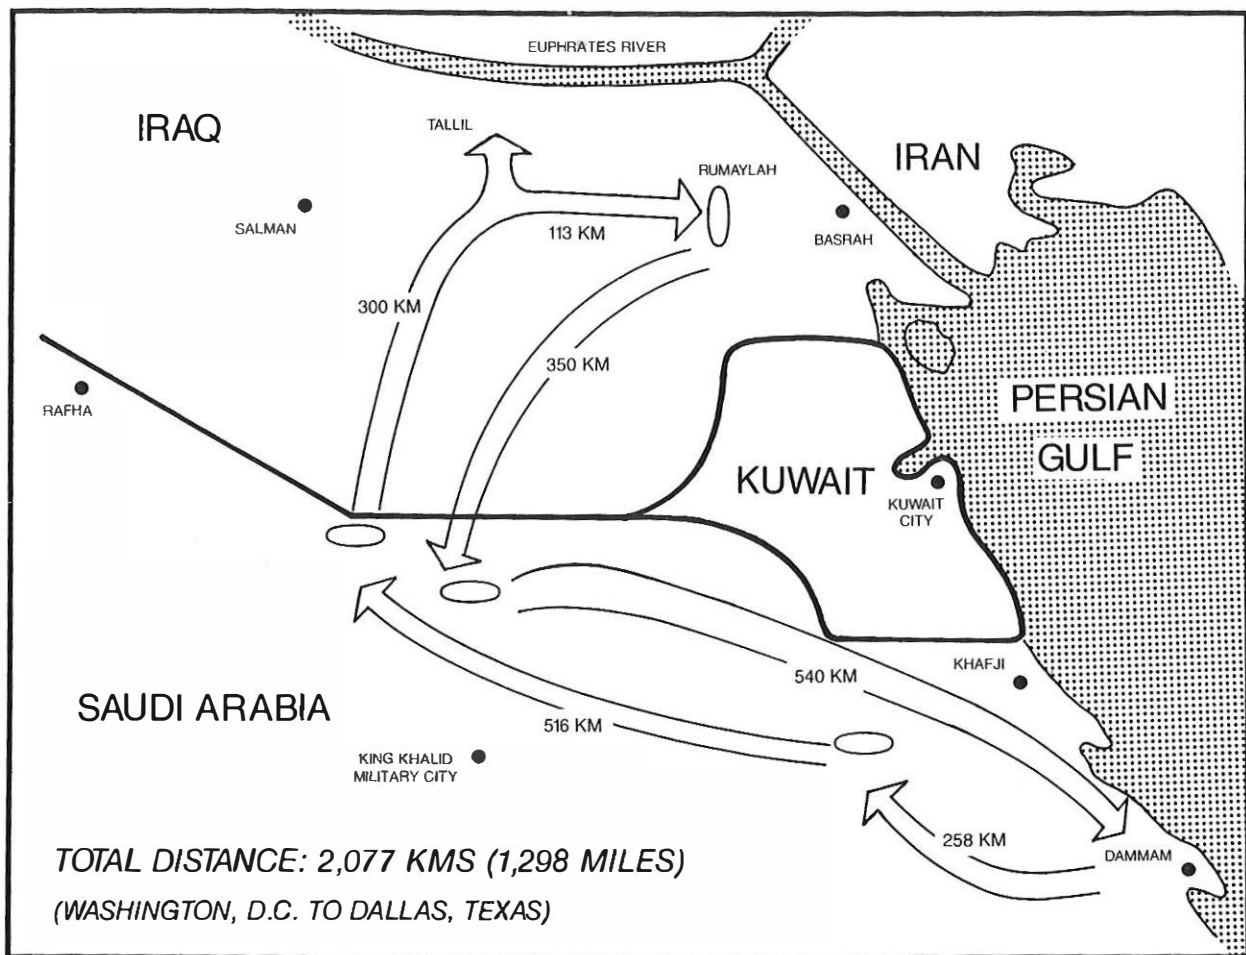 EUPHRATES RIVER
IRAQ
TALLIL
IRAN
RUMAYLAH
SALMAN
113 KM
BASRAH
300 KM
350 KM
RAFHA
PERSIAN
GULF
KUWAIT
KUWAIT
CITY
KHAFJI
540 KM
SAUDI ARABIA
516 KM
KING KHALID
MILITARY CITY
258 KM
DAMMAM
TOTAL DISTANCE: 2,077 KMS (1,298 MILES)
(WASHINGTON, D.C. TO DALLAS, TEXAS)